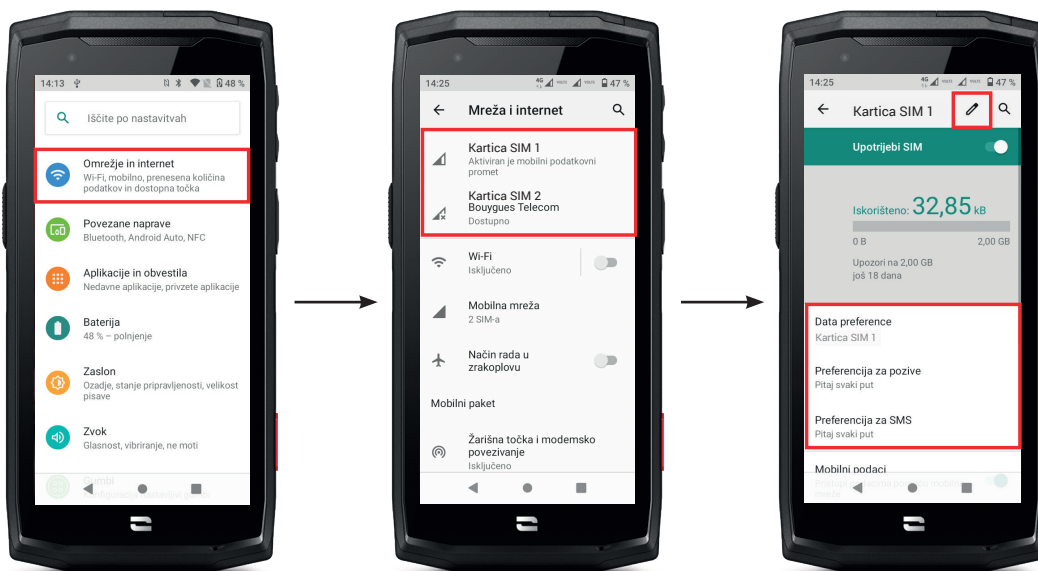 14:13
48 %
Iščite po nastavitvah
Omrežje in internet
Wi-Fi, mobilno, prenesena količina
podatkov in dostopna točka
Povezane naprave
Bluetooth, Android Auto, NFC
Aplikacije in obvestila
Nedavne aplikacije, privzete aplikacije
Baterija
48 % – polnjenje
Zaslon
Ozadje, stanje pripravljenosti, velikost
pisave
Zvok
Glasnost, vibriranje, ne moti
Gumbi
14:25
4G
47 %
Mreža i internet
Kartica SIM 1
Aktiviran je mobilni podatkovni
promet
Kartica SIM 2
Bouygues Telecom
Dostupno
Wi-Fi
Isključeno
Mobilna mreža
2 SIM-a
Način rada u
zrakoplovu
Mobilni paket
Žarišna točka i modemsko
povezivanje
Isključeno
14:25
4G
47 %
Kartica SIM 1
Upotrijebi SIM
Iskorišteno: 32,85 kB
0 B 2,00 GB
Upozori na 2,00 GB
još 18 dana
Data preference
Kartica SIM 1
Preferencija za pozive
Pitaj svaki put
Preferencija za SMS
Pitaj svaki put
Mobilni podaci